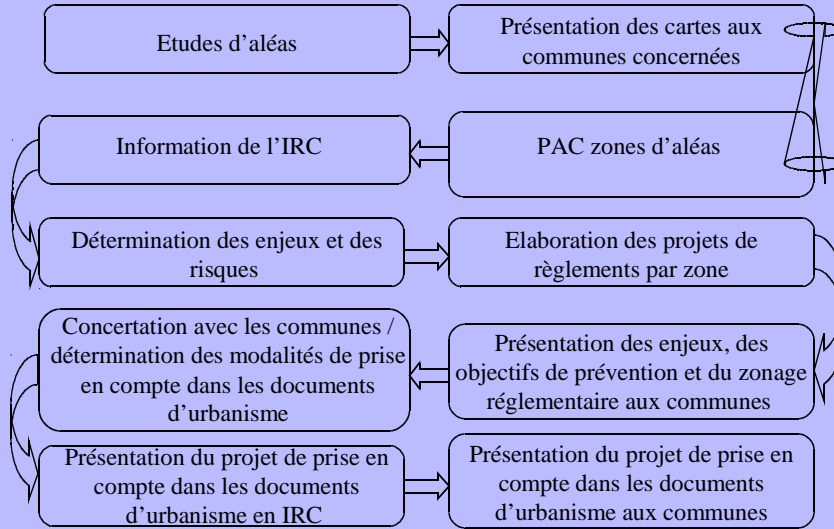 Etudes d’aléas
Présentation des cartes aux
communes concernées
Information de l’IRC
PAC zones d’aléas
Détermination des enjeux et des
risques
Elaboration des projets de
règlements par zone
Concertation avec les communes /
détermination des modalités de prise
en compte dans les documents
d’urbanisme
Présentation des enjeux, des
objectifs de prévention et du zonage
réglementaire aux communes
Présentation du projet de prise en
compte dans les documents
d’urbanisme en IRC
Présentation du projet de prise en
compte dans les documents
d’urbanisme aux communes